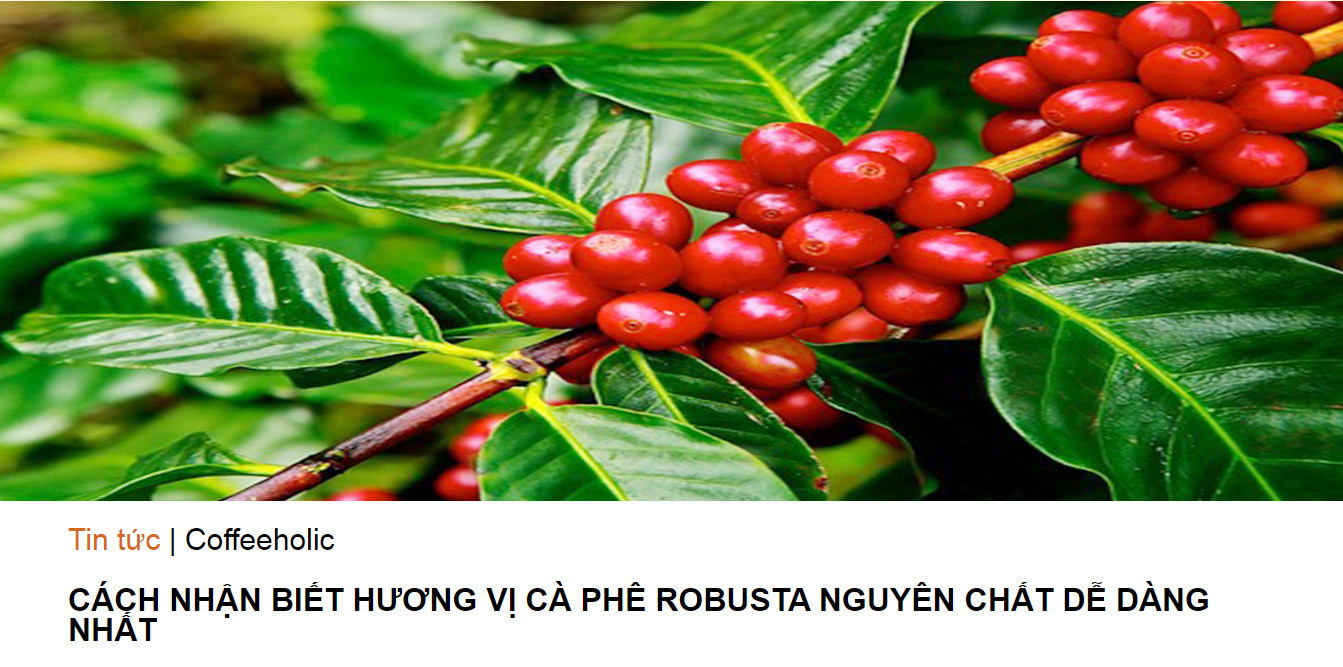 Tin tức | Coffeeholic
CÁCH NHẬN BIẾT HƯƠNG VỊ CÀ PHÊ ROBUSTA NGUYÊN CHẤT DỄ DÀNG
NHẤT